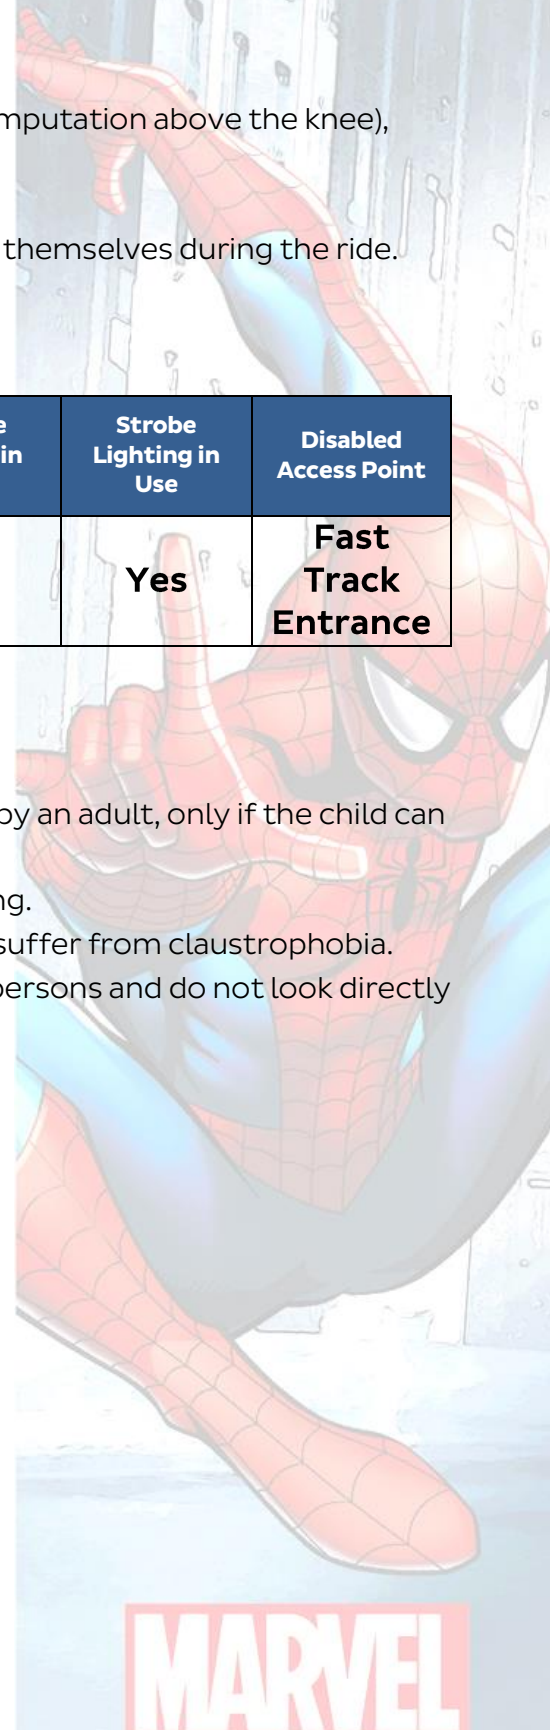 mputation above the knee),
themselves during the ride.
e
in
Strobe
Lighting in
Use
Disabled
Access Point
Yes
Fast
Track
Entrance
by an adult, only if the child can
ng.
suffer from claustrophobia.
persons and do not look directly
MARVEL